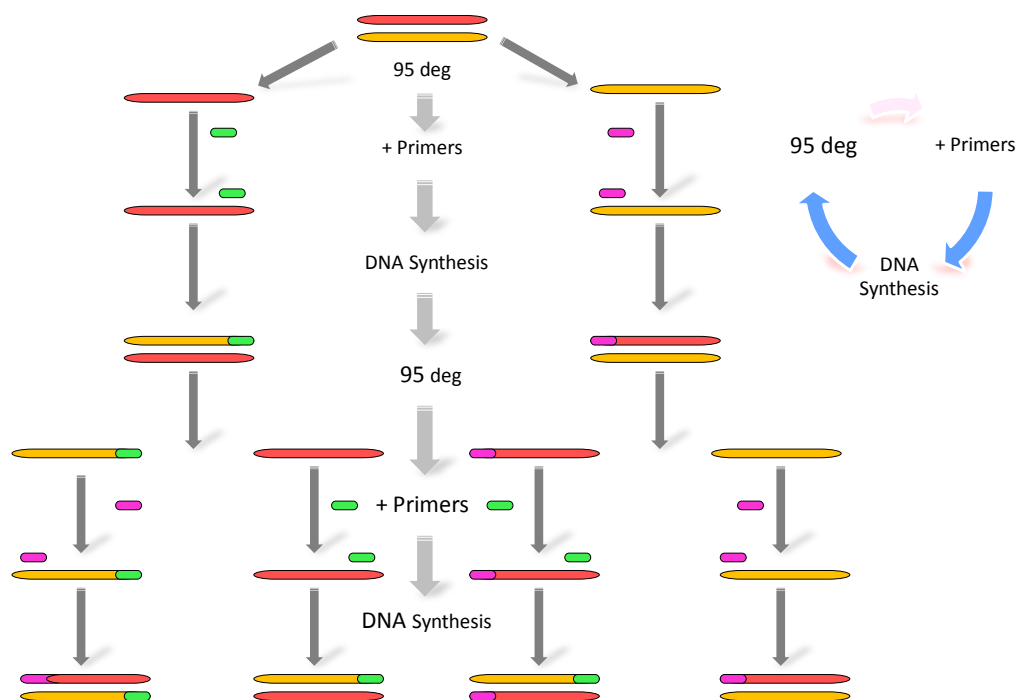 95 deg
+ Primers
DNA Synthesis
95 deg
+ Primers
DNA Synthesis
95 deg
+ Primers
DNA
Synthesis